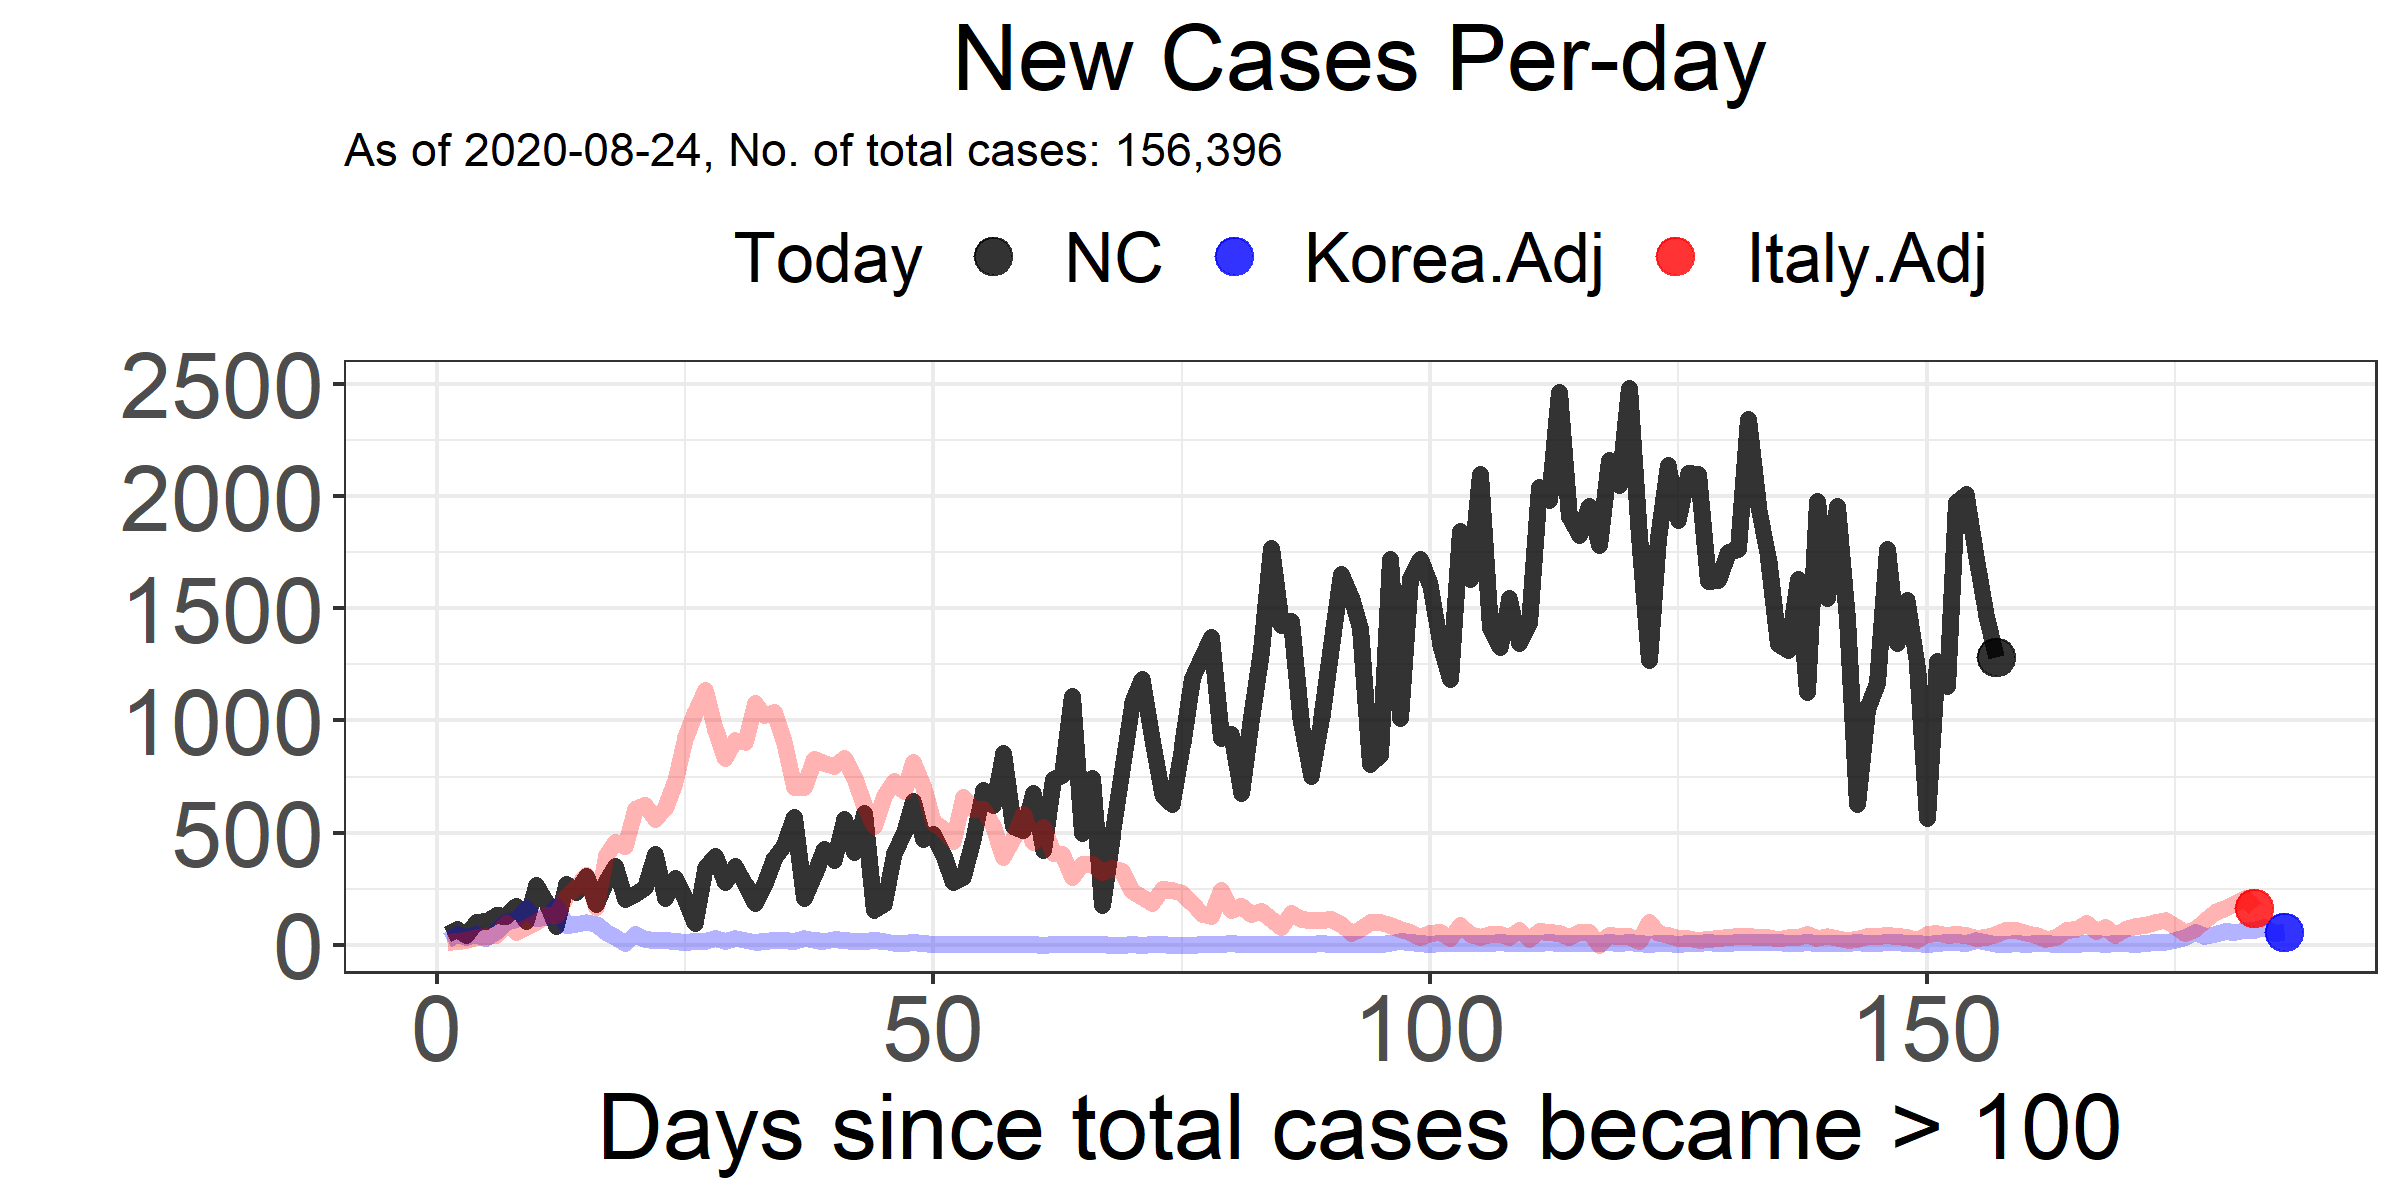 New Cases Per-day
As of 2020-08-24, No. of total cases: 156,396
Today NC Korea.Adj Italy.Adj
2500
2000
1500
1000
500
0
0 50 100 150
Days since total cases became > 100